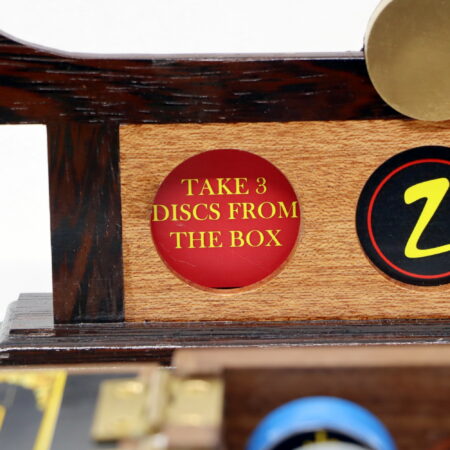 TAKE 3
DISCS FROM
THE BOX
Z